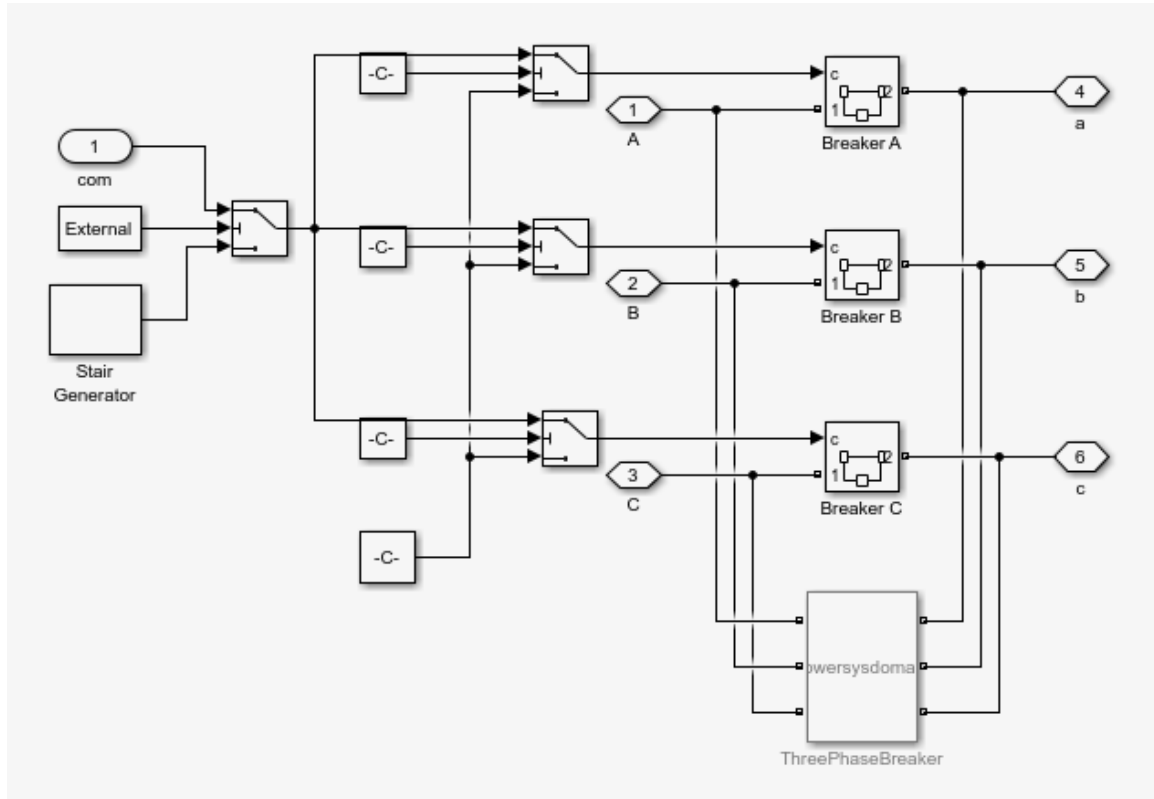 -C-
1
A
c
1
2
Breaker A
4
a
1
com
External
Stair
Generator
-C-
2
B
c
1
2
Breaker B
5
b
-C-
3
C
c
1
2
Breaker C
6
c
-C-
owersysdoma
ThreePhaseBreaker